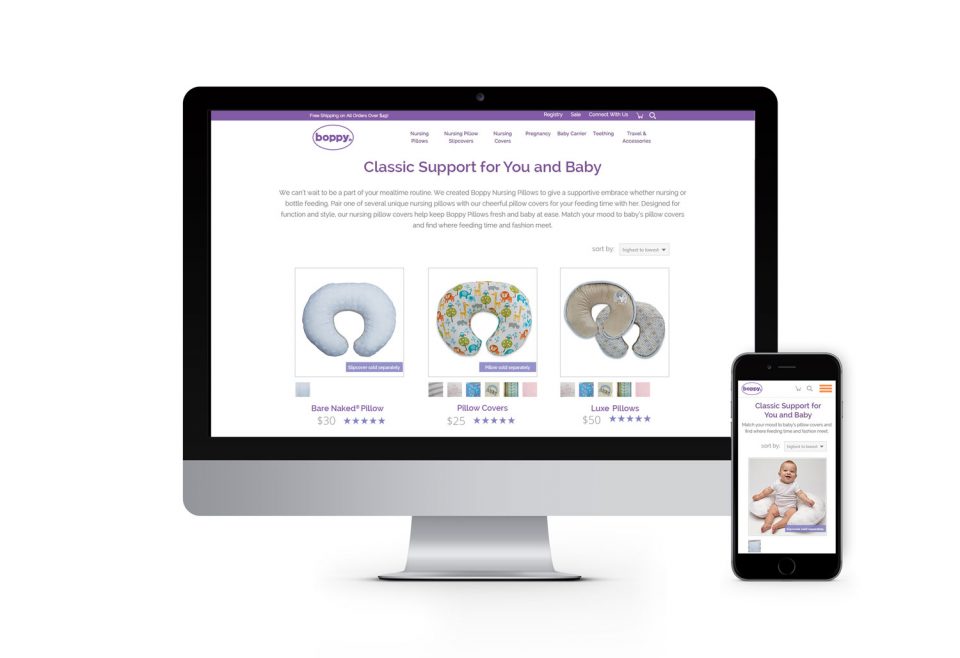 Free Shipping on All Orders Over $49!
Registry Sale Connect With Us
boppy.
Nursing Pillows
Nursing Pillow Slipcovers
Nursing Covers
Pregnancy
Baby Carrier
Teething
Travel & Accessories
Classic Support for You and Baby
We can't wait to be a part of your mealtime routine. We created Boppy Nursing Pillows to give a supportive embrace whether nursing or
bottle feeding. Pair one of several unique nursing pillows with our cheerful pillow covers for your feeding time with her. Designed for
function and style, our nursing pillow covers help keep Boppy Pillows fresh and baby at ease. Match your mood to baby's pillow covers
and find where feeding time and fashion meet.
sort by: highest to lowest
Slipcover sold separately
Pillow sold separately
Bare Naked® Pillow
$30
Pillow Covers
$25
Luxe Pillows
$50
boppy.
Classic Support for
You and Baby
Match your mood to baby's pillow covers and
find where feeding time and fashion meet.
sort by: highest to lowest
Slipcover sold separately